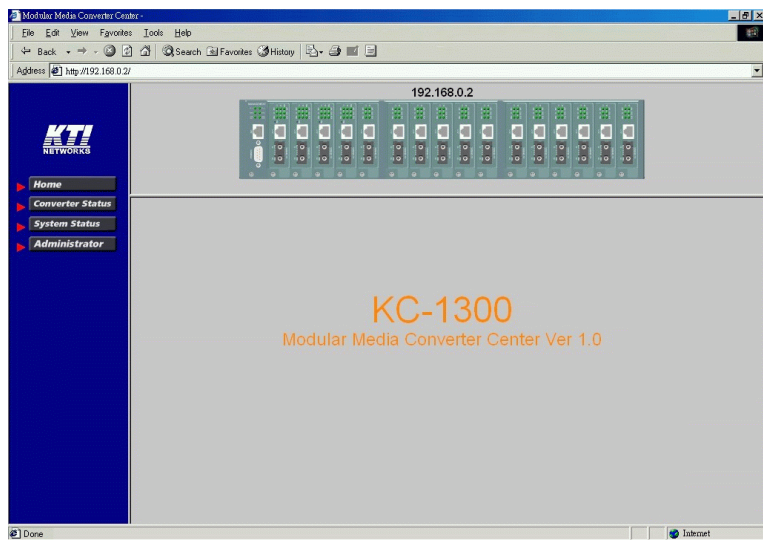 Modular Media Converter Center -
File Edit View Favorites Tools Help
Back Search Favorites History
Address http://192.168.0.2/
192.168.0.2
KTI
NETWORKS
Home
Converter Status
System Status
Administrator
KC-1300
Modular Media Converter Center Ver 1.0
Done Internet